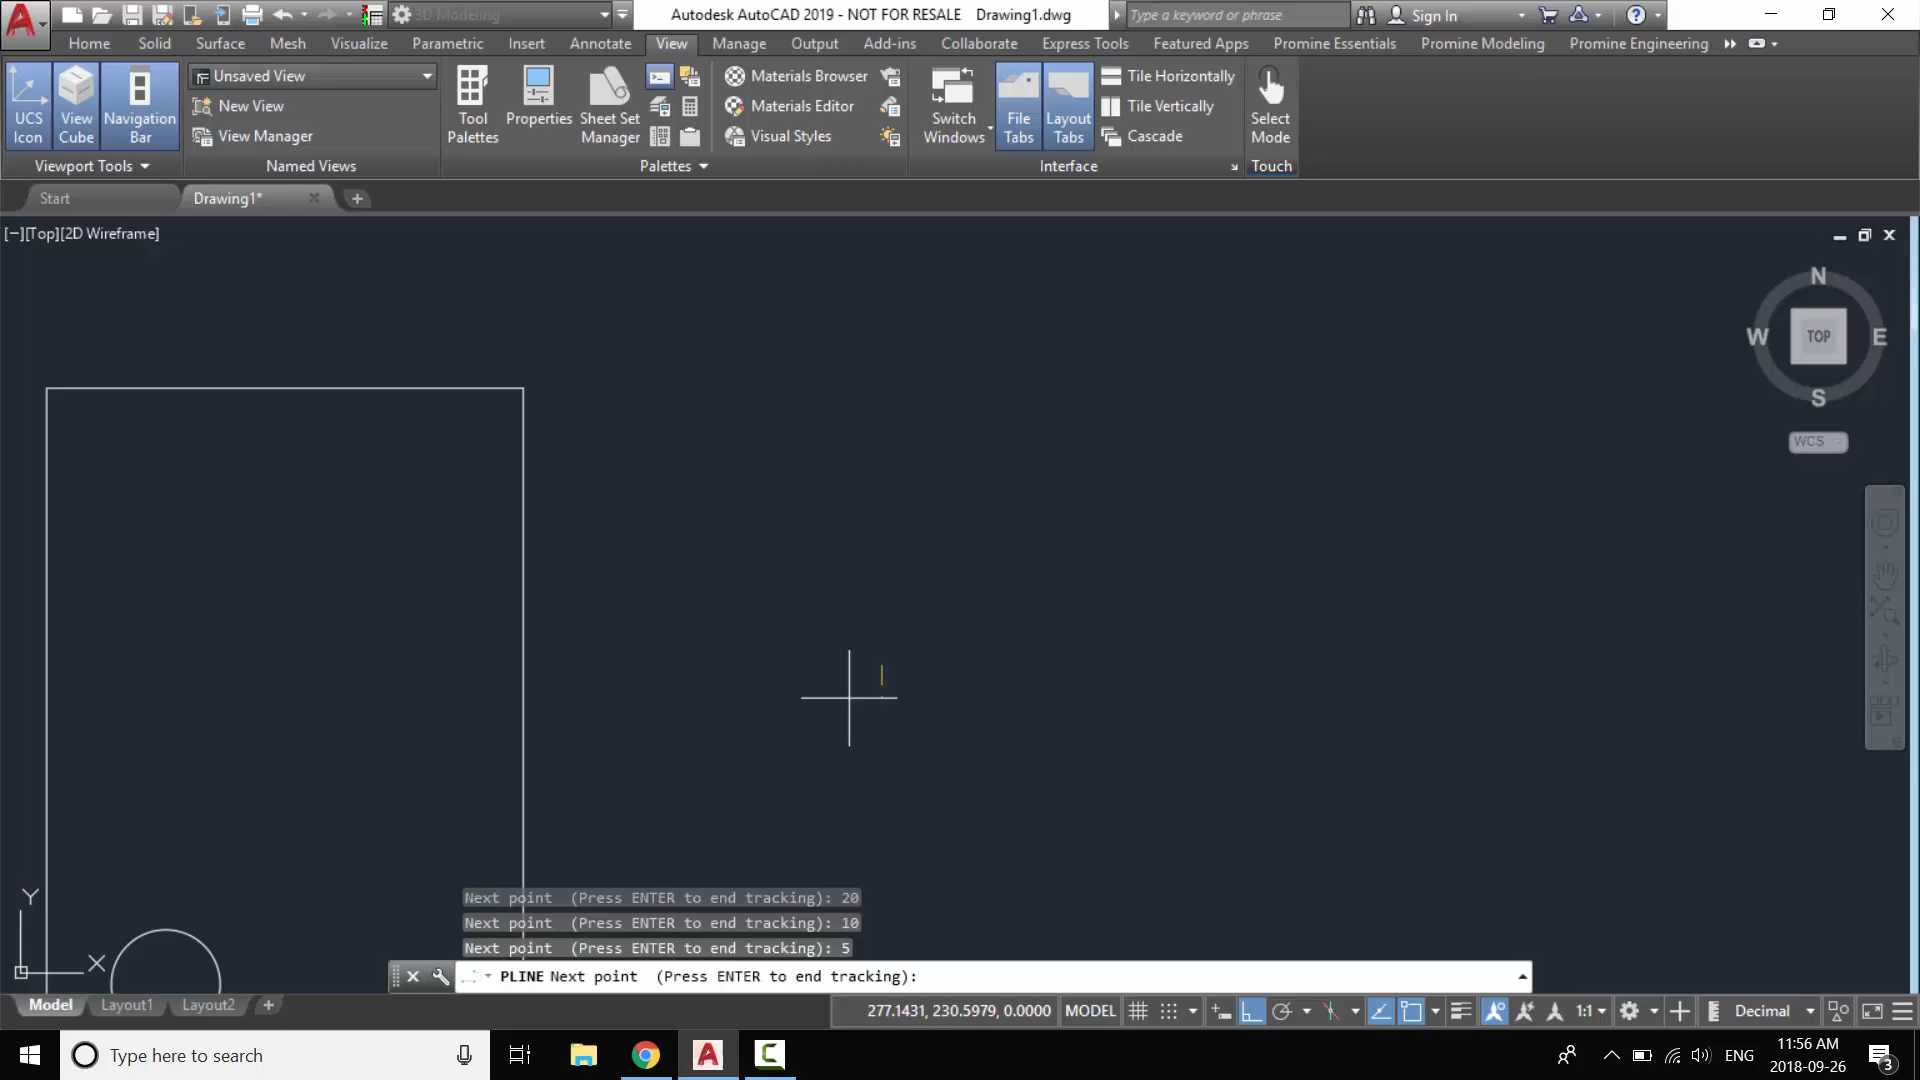 3D Modeling
Autodesk AutoCAD 2019 - NOT FOR RESALE Drawing1.dwg
Type a keyword or phrase
Sign In
Home Solid Surface Mesh Visualize Parametric Insert Annotate View Manage Output Add-ins Collaborate Express Tools Featured Apps Promine Essentials Promine Modeling Promine Engineering
UCS Icon
View Cube
Navigation Bar
Viewport Tools
Unsaved View
New View
View Manager
Named Views
Tool Palettes
Properties
Sheet Set Manager
Materials Browser
Materials Editor
Visual Styles
Palettes
Switch Windows
File Tabs
Layout Tabs
Tile Horizontally
Tile Vertically
Cascade
Interface
Select Mode
Touch
Start
Drawing1*
[−][Top][2D Wireframe]
N
W
TOP
E
S
WCS
Y
X
Next point (Press ENTER to end tracking): 20
Next point (Press ENTER to end tracking): 10
Next point (Press ENTER to end tracking): 5
PLINE Next point (Press ENTER to end tracking):
Model Layout1 Layout2
277.1431, 230.5979, 0.0000 MODEL 1:1 Decimal
Type here to search
ENG
11:56 AM
2018-09-26
3